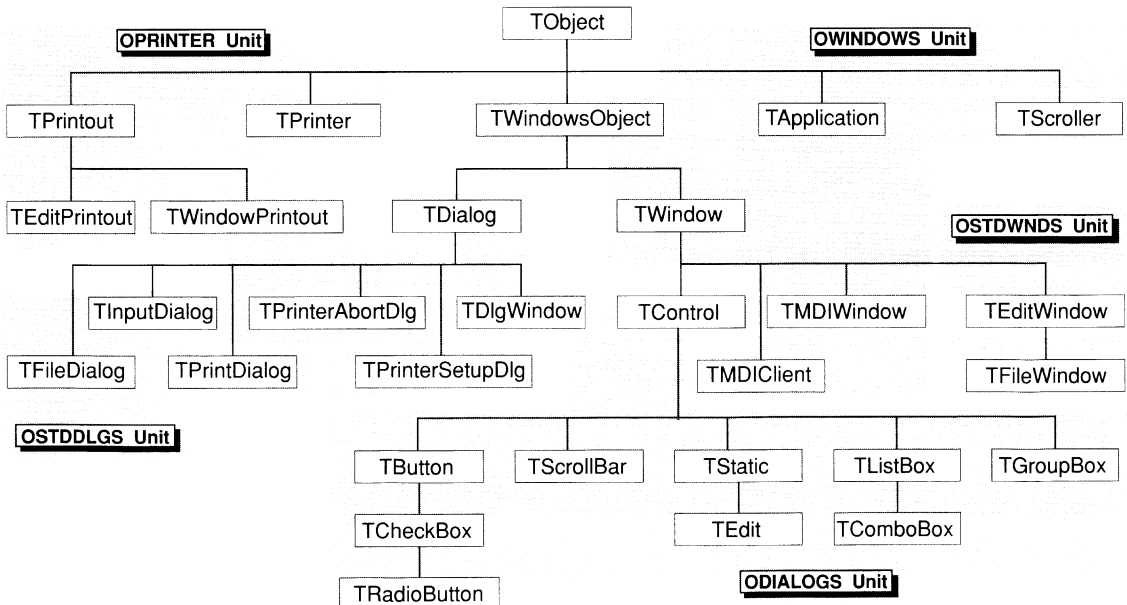 TObject
OPRINTER Unit
OWINDOWS Unit
TPrintout
TPrinter
TWindowsObject
TApplication
TScroller
TEditPrintout
TWindowPrintout
TDialog
TWindow
OSTDWNDS Unit
TInputDialog
TPrinterAbortDlg
TDlgWindow
TControl
TMDIWindow
TEditWindow
TFileDialog
TPrintDialog
TPrinterSetupDlg
TMDIClient
TFileWindow
OSTDDLGS Unit
TButton
TScrollBar
TStatic
TListBox
TGroupBox
TCheckBox
TEdit
TComboBox
TRadioButton
ODIALOGS Unit